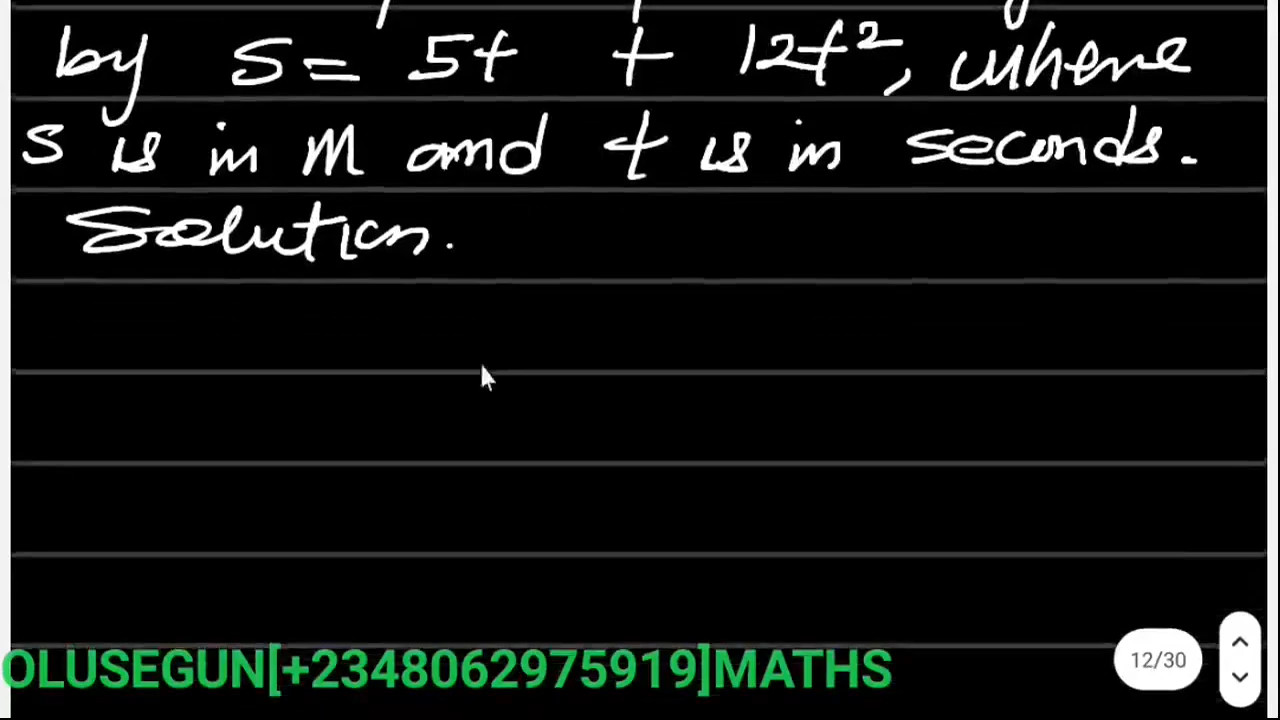 by S = 5t + 12t², where
s is in m and t is in seconds.
Solution.
OLUSEGUN[+2348062975919]MATHS
12/30